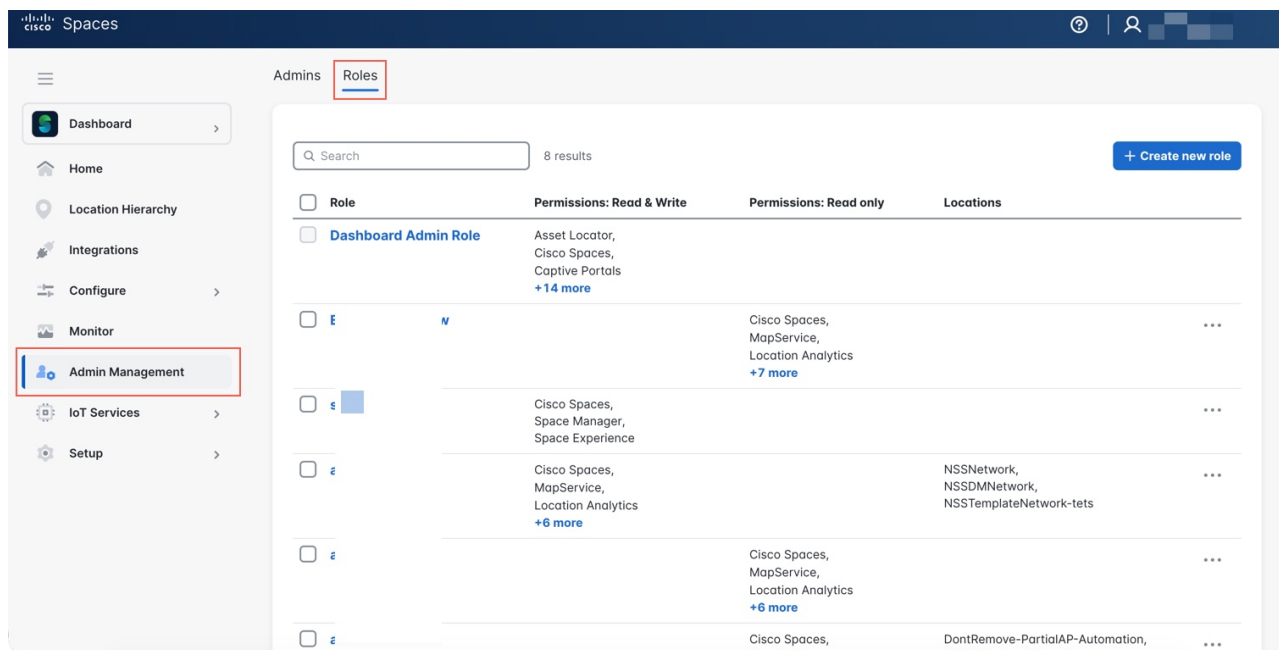 cisco Spaces
Admins Roles
Dashboard
Search 8 results + Create new role
Home
Role Permissions: Read & Write Permissions: Read only Locations
Location Hierarchy
Dashboard Admin Role Asset Locator,
Cisco Spaces,
Integrations
Captive Portals
+14 more
Configure
Cisco Spaces,
Monitor
MapService,
Location Analytics
+7 more
Admin Management
Cisco Spaces,
IoT Services
Space Manager,
Space Experience
Setup
Cisco Spaces, NSSNetwork,
MapService, NSSDMNetwork,
Location Analytics NSSTemplateNetwork-tets
+6 more
Cisco Spaces,
MapService,
Location Analytics
+6 more
Cisco Spaces, DontRemove-PartialAP-Automation,